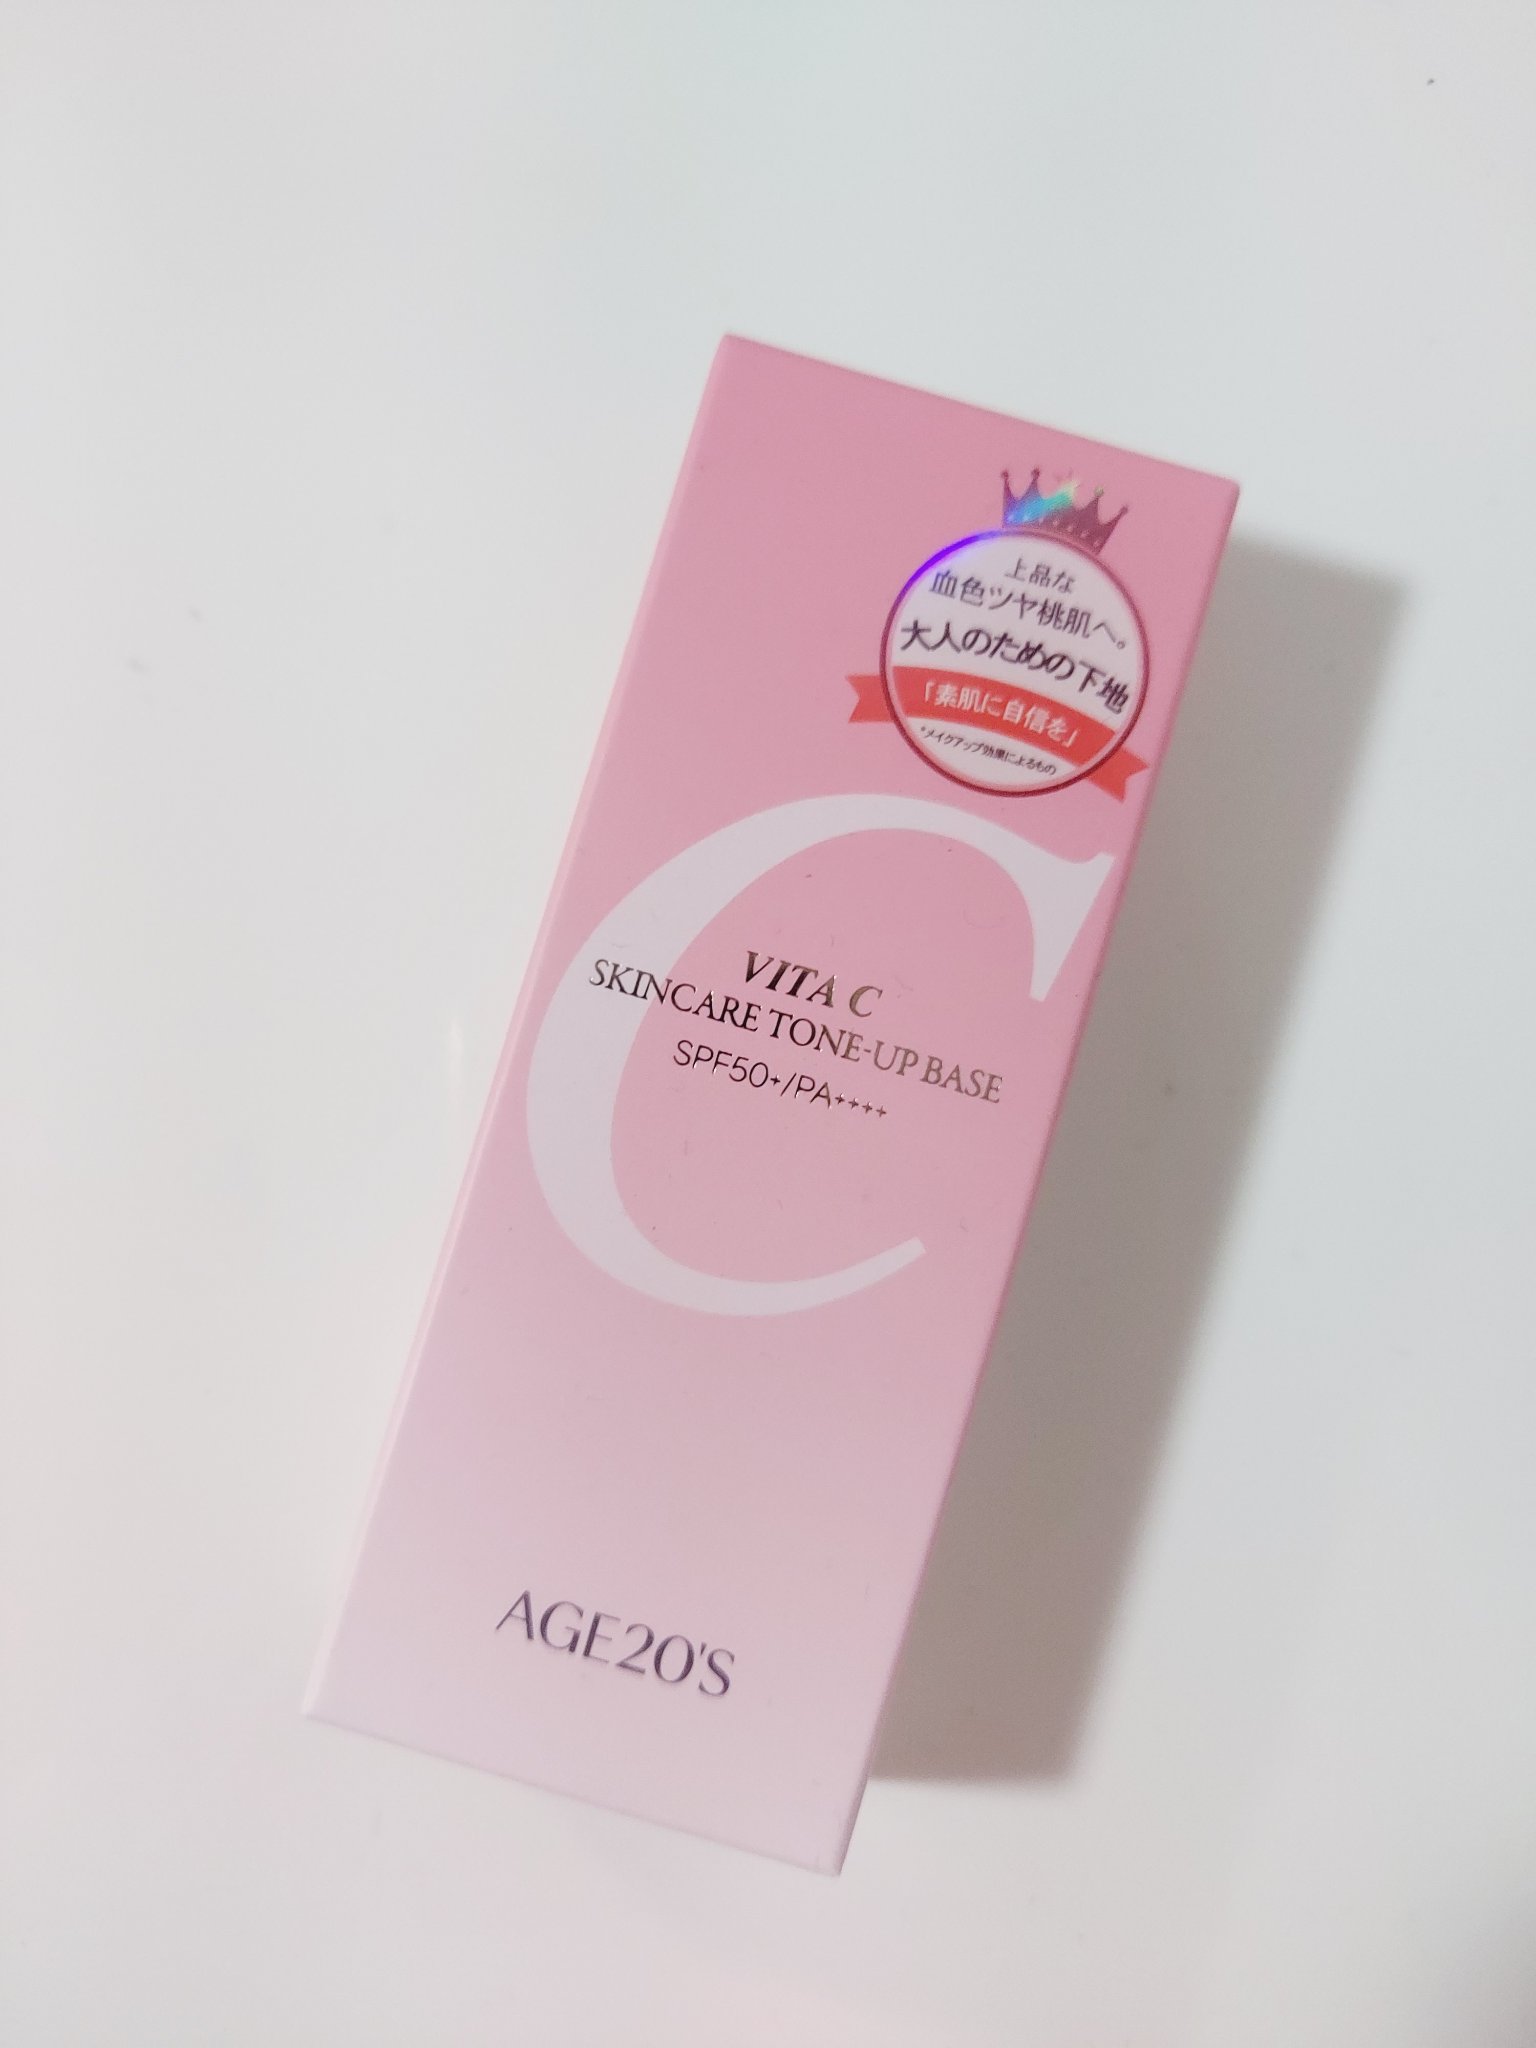 上品な
血色ツヤ桃肌へ。
大人のための下地
「素肌に自信を」
*メイクアップ効果によるもの
C
VITA C
SKINCARE TONE-UP BASE
SPF50+/PA++++
AGE20'S